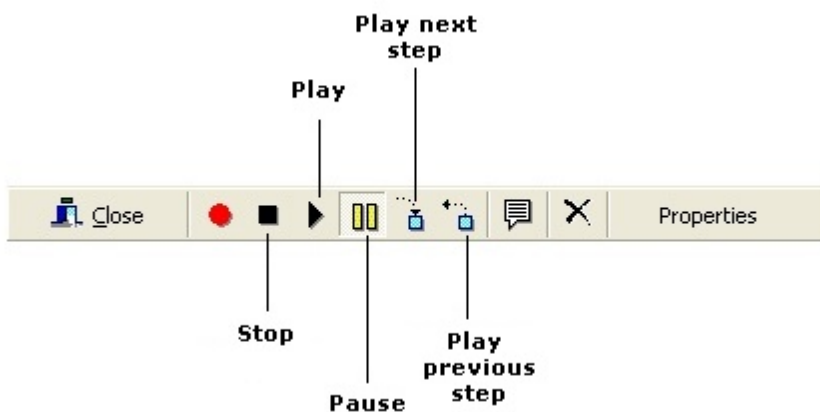 Play next
step
Play
Close
Properties
Stop
Play
previous
step
Pause